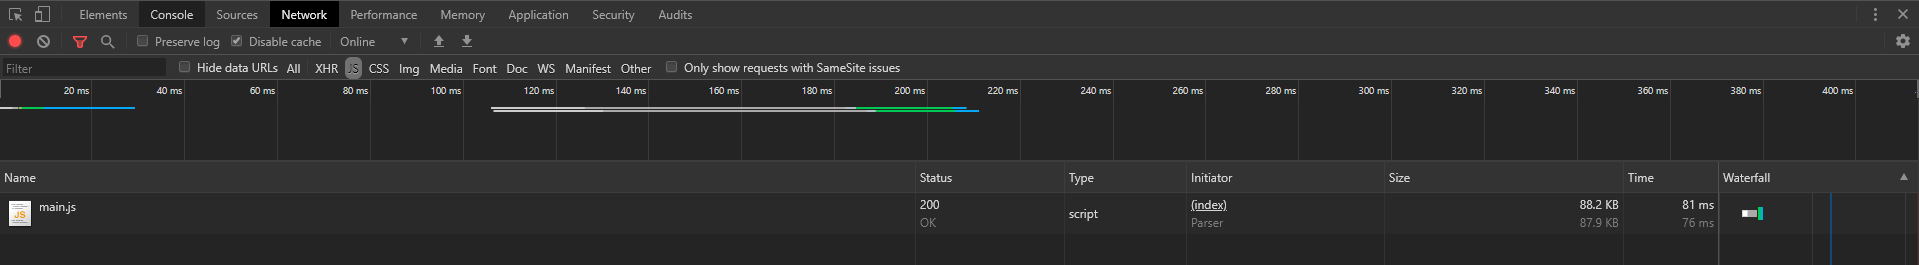 Elements Console Sources Network Performance Memory Application Security Audits
Preserve log Disable cache Online
Filter Hide data URLs All XHR JS CSS Img Media Font Doc WS Manifest Other Only show requests with SameSite issues
20 ms 40 ms 60 ms 80 ms 100 ms 120 ms 140 ms 160 ms 180 ms 200 ms 220 ms 240 ms 260 ms 280 ms 300 ms 320 ms 340 ms 360 ms 380 ms 400 ms
Name Status Type Initiator Size Time Waterfall
JS main.js 200 script (index) 88.2 KB 81 ms
OK Parser 87.9 KB 76 ms